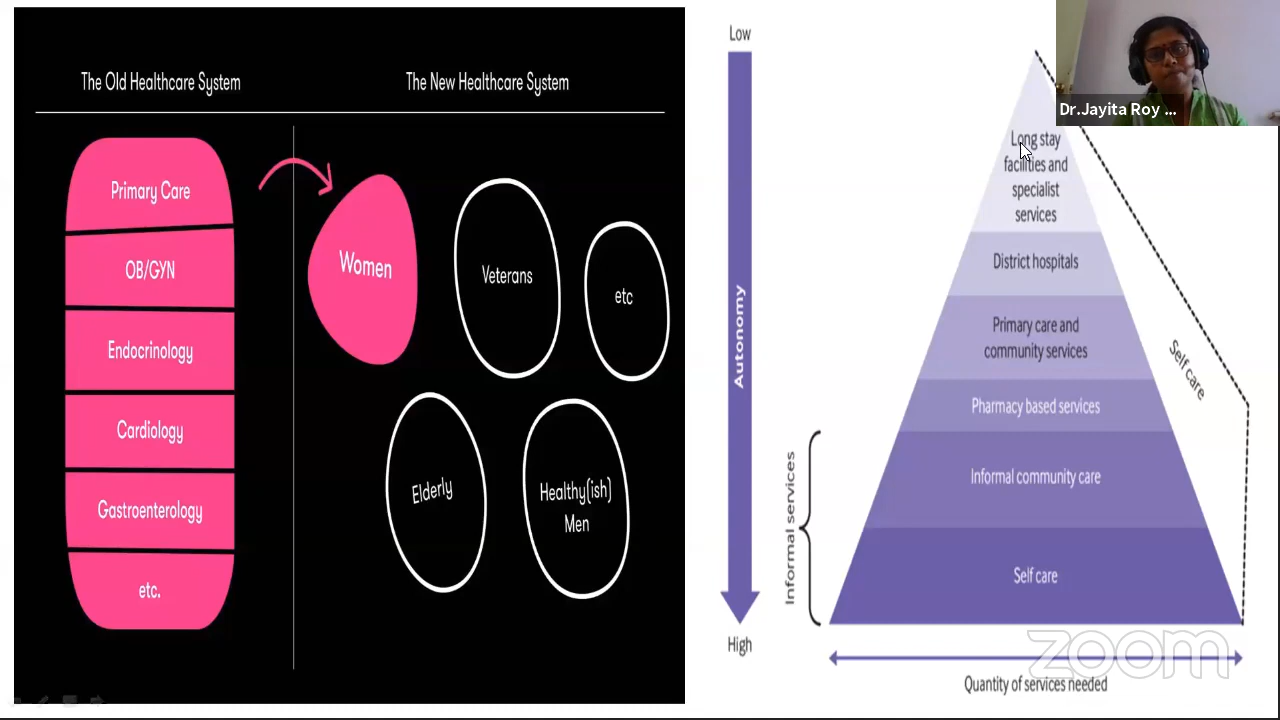 The Old Healthcare System
The New Healthcare System
Primary Care
OB/GYN
Endocrinology
Cardiology
Gastroenterology
etc.
Women
Veterans
etc
Elderly
Healthy(ish)
Men
Low
Autonomy
High
Informal services
Long stay
facilities and
specialist
services
District hospitals
Primary care and
community services
Pharmacy based services
Informal community care
Self care
Self care
Quantity of services needed
Dr.Jayita Roy ...
zoom